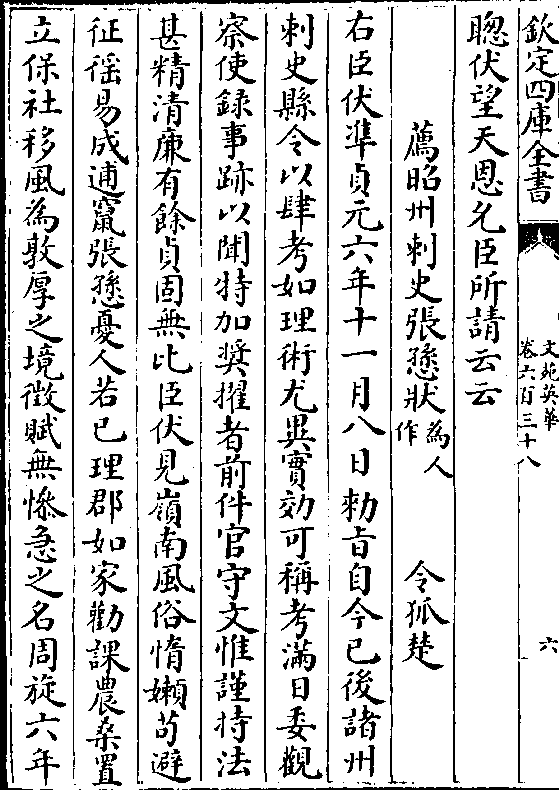 欽定四庫全書
文苑英華
卷六百三十八
六
聦伏望天恩允臣所請云云
薦昭州刺史張愻狀為人作
令狐楚
右臣伏準貞元六年十一月八日勅㫖自今已後諸州
刺史縣令以肆考如理術尤異實効可稱考滿日委觀
察使録事跡以聞特加奬擢者前件官守文惟謹持法
甚精清廉有餘貞固無比臣伏見嶺南風俗惰嬾苟避
征徭易成逋竄張愻憂人若已理郡如家勸課農桑置
立保社移風為敦厚之境徵賦無慘急之名周旋六年